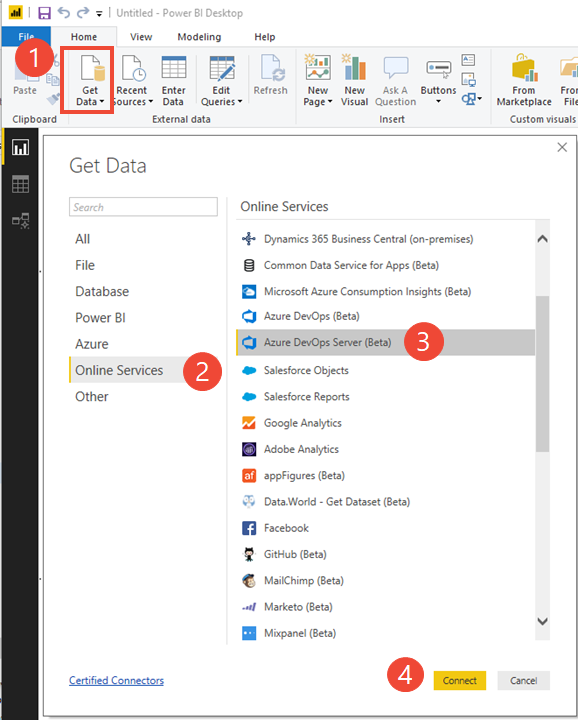 Untitled - Power BI Desktop
File Home View Modeling Help
1
Paste Get Data Recent Sources Enter Data Edit Queries Refresh New Page New Visual Ask A Question Buttons From Marketplace From File
Clipboard External data Insert Custom visuals
Get Data
Search
All
File
Database
Power BI
Azure
Online Services
2
Other
Online Services
Dynamics 365 Business Central (on-premises)
Common Data Service for Apps (Beta)
Microsoft Azure Consumption Insights (Beta)
Azure DevOps (Beta)
Azure DevOps Server (Beta)
3
Salesforce Objects
Salesforce Reports
Google Analytics
Adobe Analytics
af appFigures (Beta)
Data.World - Get Dataset (Beta)
Facebook
GitHub (Beta)
MailChimp (Beta)
Marketo (Beta)
Mixpanel (Beta)
Certified Connectors
4
Connect Cancel